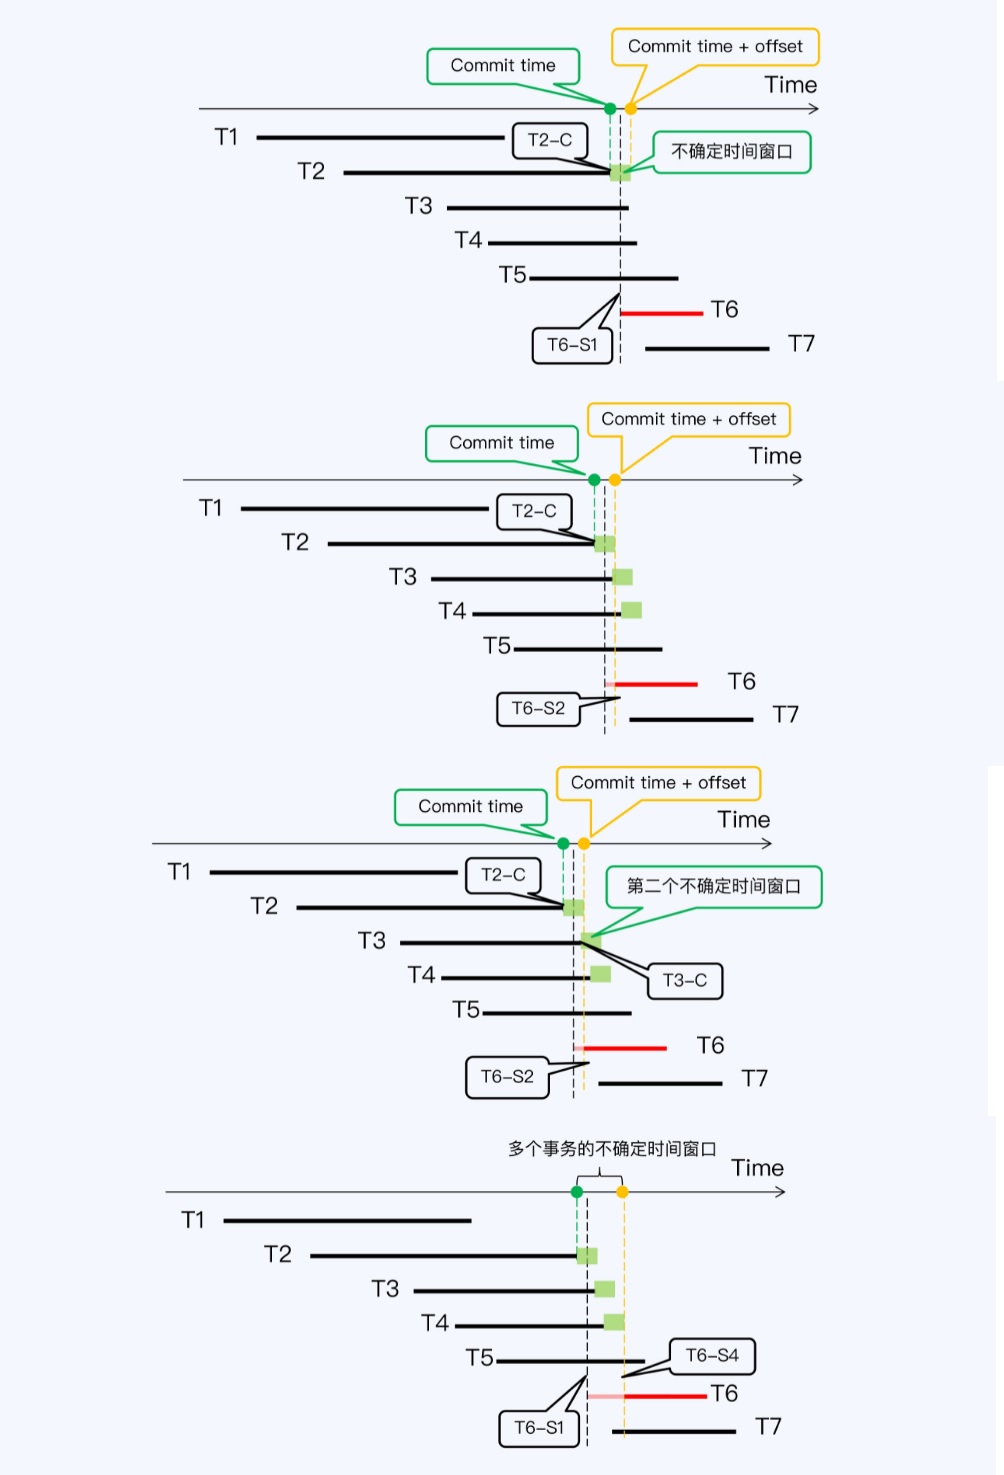 Commit time + offset
Commit time
Time
T1
T2-C
不确定时间窗口
T2
T3
T4
T5
T6
T6-S1
T7
Commit time + offset
Commit time
Time
T1
T2-C
T2
T3
T4
T5
T6
T6-S2
T7
Commit time + offset
Commit time
Time
T1
T2-C
第二个不确定时间窗口
T2
T3
T4
T3-C
T5
T6
T6-S2
T7
多个事务的不确定时间窗口
Time
T1
T2
T3
T4
T5
T6-S4
T6
T6-S1
T7